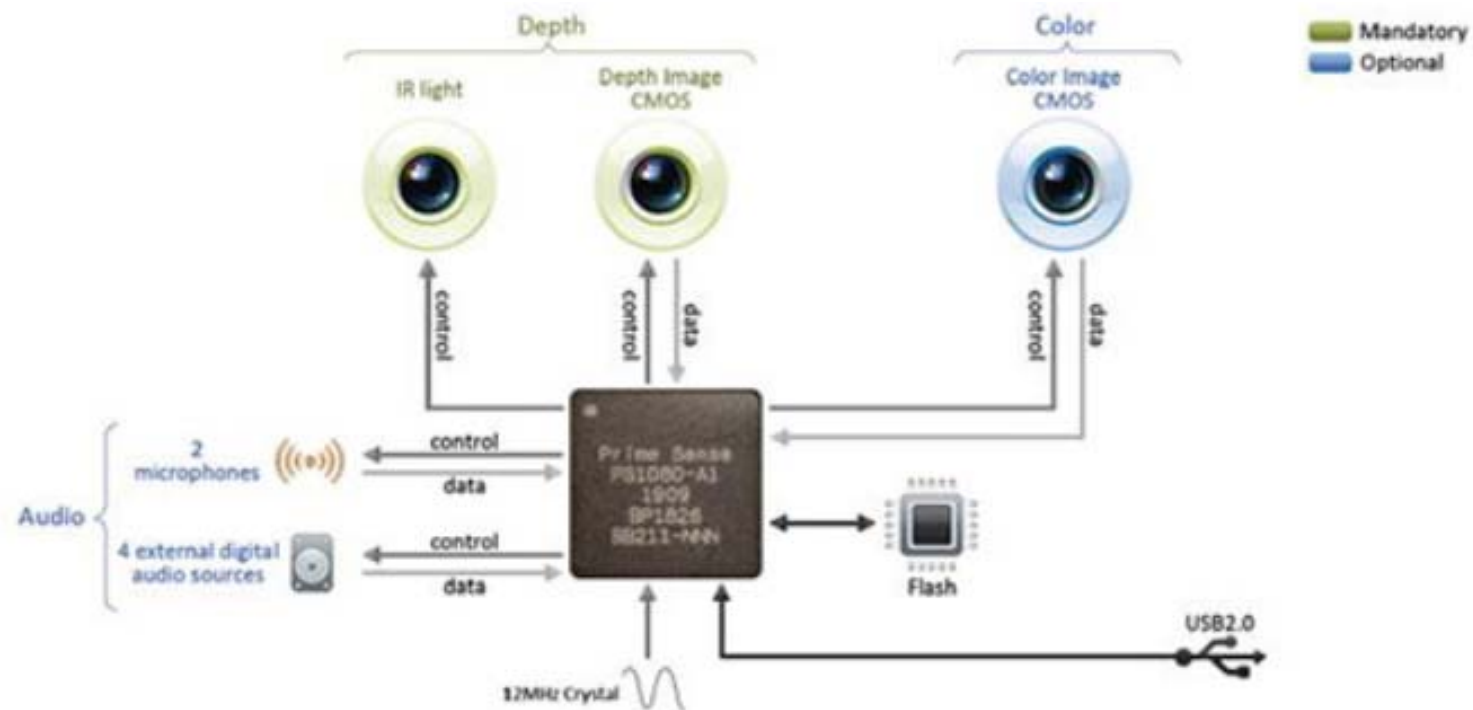 Depth
Color
Mandatory
Optional
IR light
Depth Image
CMOS
Color Image
CMOS
control
control
data
control
data
Audio
2
microphones
control
data
4 external digital
audio sources
control
data
Prime Sense
PS1080-A1
1909
BP1826
SB211-NNN
Flash
USB2.0
12MHz Crystal